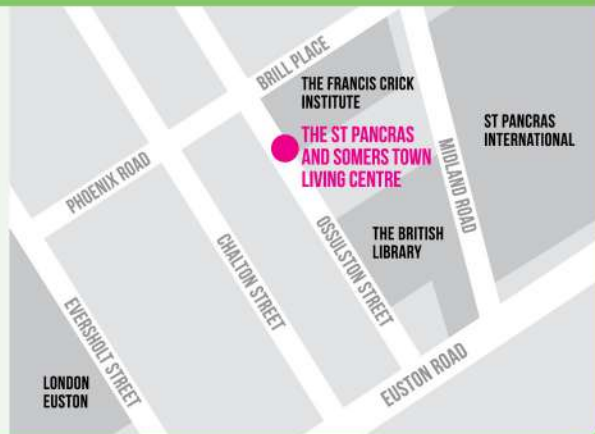 BRILL PLACE
THE FRANCIS CRICK
INSTITUTE
ST PANCRAS
INTERNATIONAL
THE ST PANCRAS
AND SOMERS TOWN
LIVING CENTRE
MIDLAND ROAD
PHOENIX ROAD
OSSULSTON STREET
THE BRITISH
LIBRARY
CHALTON STREET
EVERSHOLT STREET
EUSTON ROAD
LONDON
EUSTON